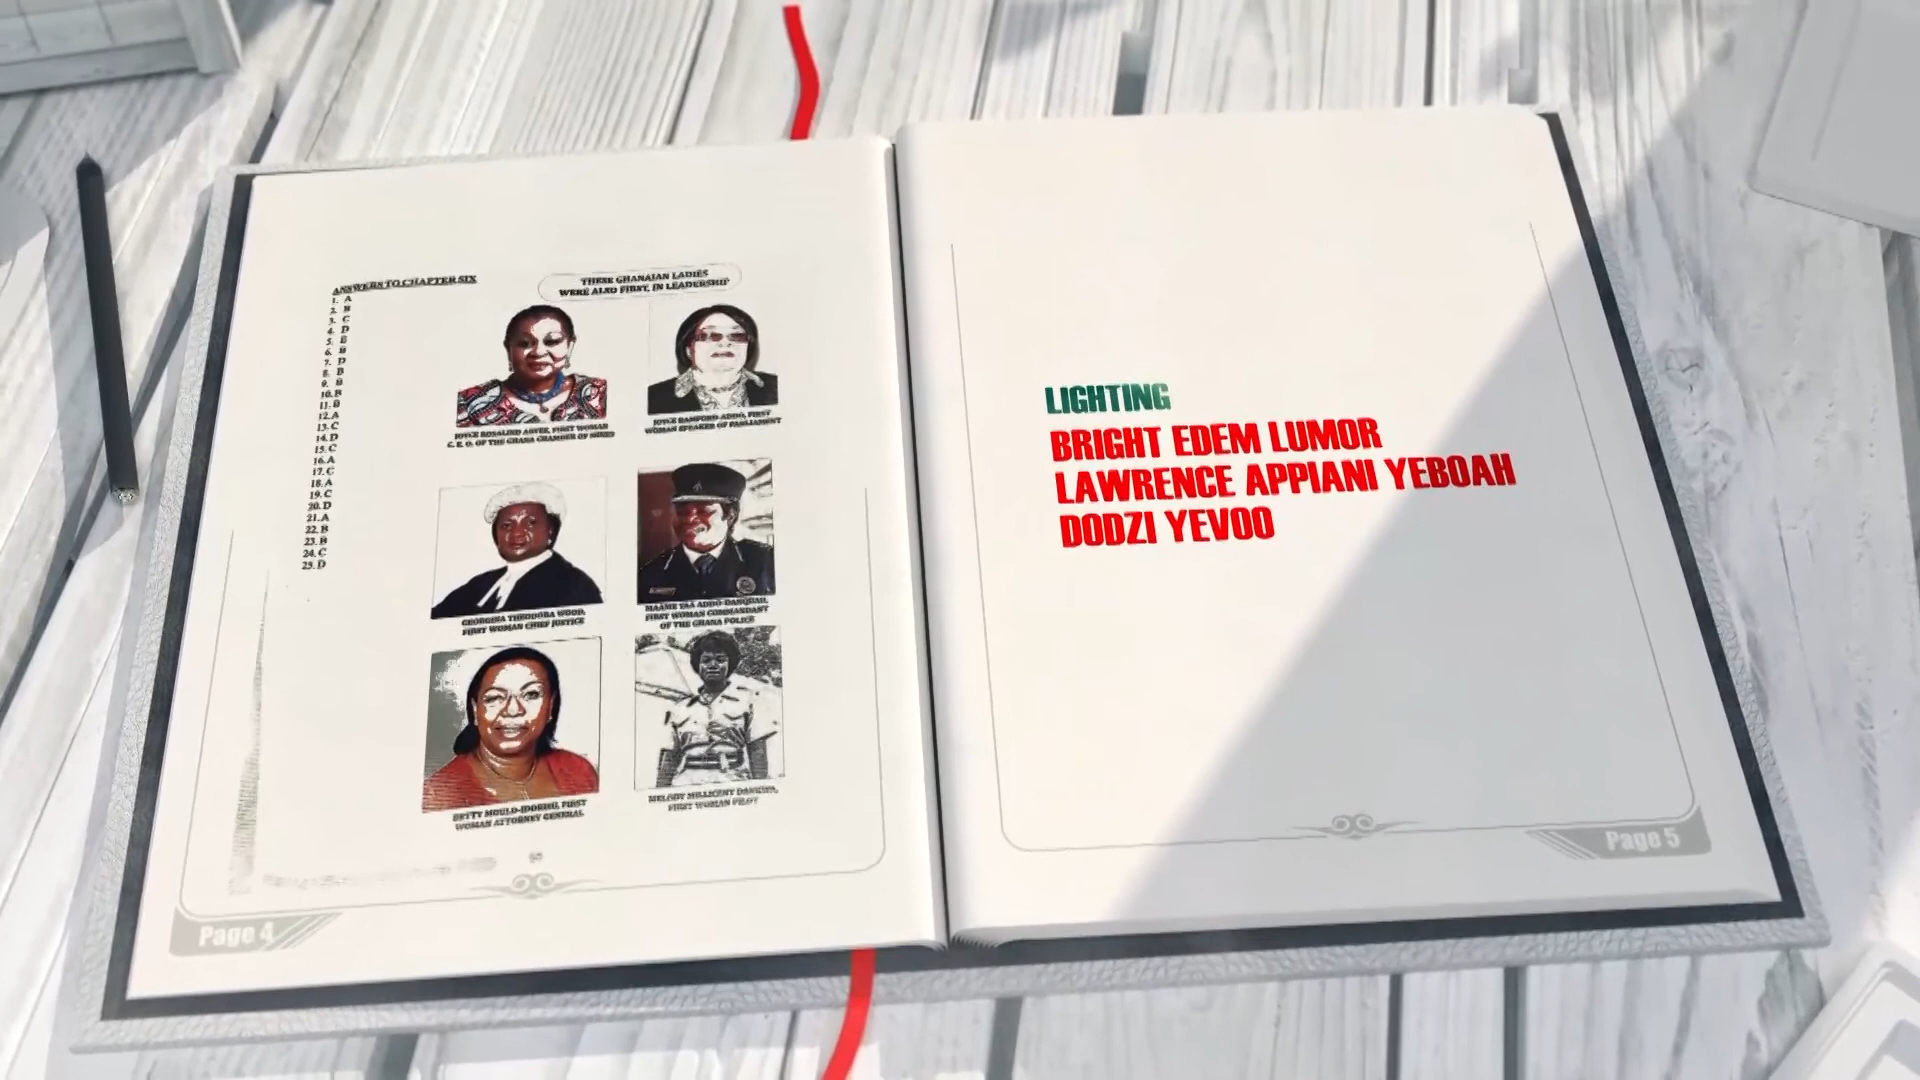 ANSWERS TO CHAPTER SIX
1. A
2. B
3. C
4. D
5. E
6. B
7. D
8. B
9. B
10. B
11. B
12. A
13. C
14. D
15. C
16. A
17. C
18. A
19. C
20. D
21. A
22. B
23. B
24. C
25. D
THESE GHANAIAN LADIES
WERE ALSO FIRST, IN LEADERSHIP
JOYCE ROSALIND ARYEE, FIRST WOMAN
C. E. O. OF THE GHANA CHAMBER OF MINES
JOYCE BAMFORD-ADDO, FIRST
WOMAN SPEAKER OF PARLIAMENT
GEORGINA THEODORA WOOD,
FIRST WOMAN CHIEF JUSTICE
MAAME YAA ADDO-DANQUAH,
FIRST WOMAN COMMANDANT
OF THE GHANA POLICE
BETTY MOULD-IDDRISU, FIRST
WOMAN ATTORNEY GENERAL
MELODY MILLICENT DANKWA,
FIRST WOMAN PILOT
Page 4
LIGHTING
BRIGHT EDEM LUMOR
LAWRENCE APPIANI YEBOAH
DODZI YEVOO
Page 5